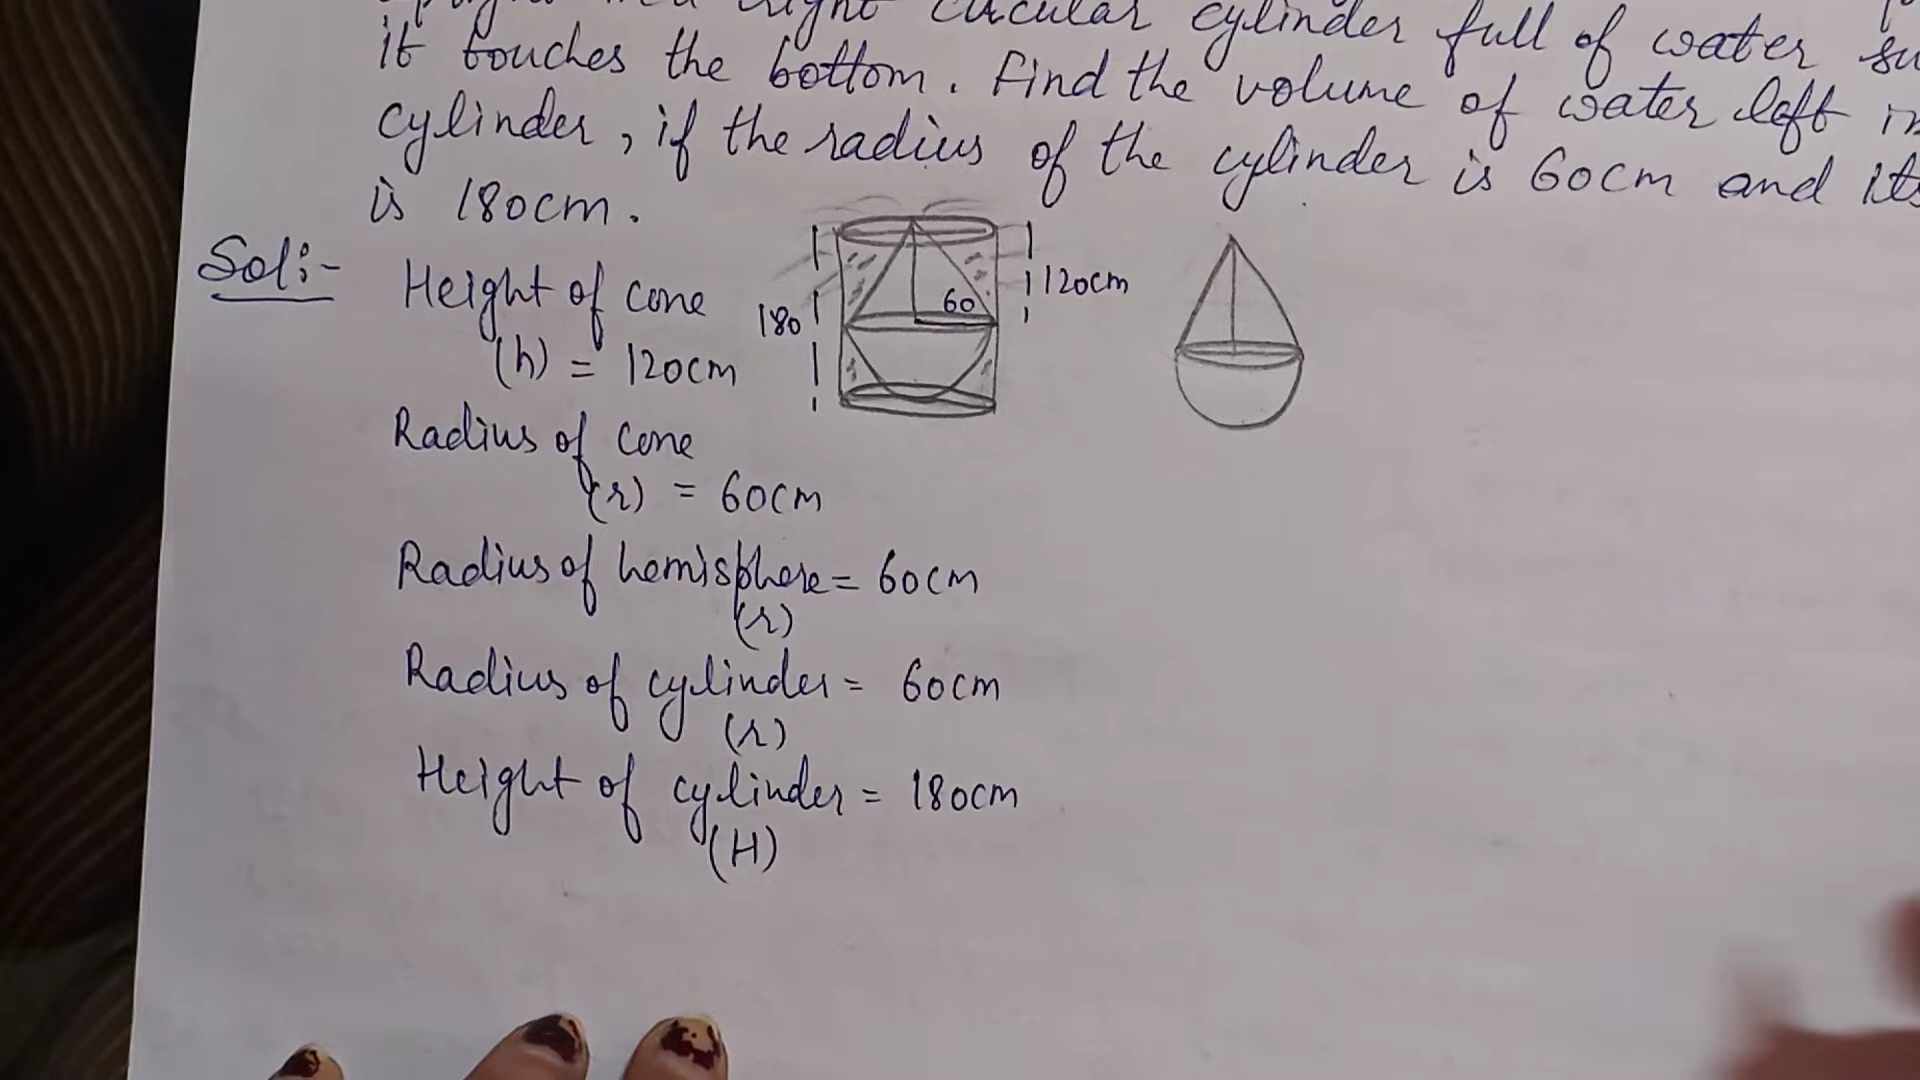 right circular cylinder full of water
it touches the bottom. Find the volume of water left
cylinder, if the radius of the cylinder is 60cm and its
is 180cm.
Sol:-
Height of cone
(h) = 120cm
180
60
120cm
Radius of cone
(r) = 60cm
Radius of hemisphere = 60cm
(r)
Radius of cylinder = 60cm
(r)
Height of cylinder = 180cm
(H)